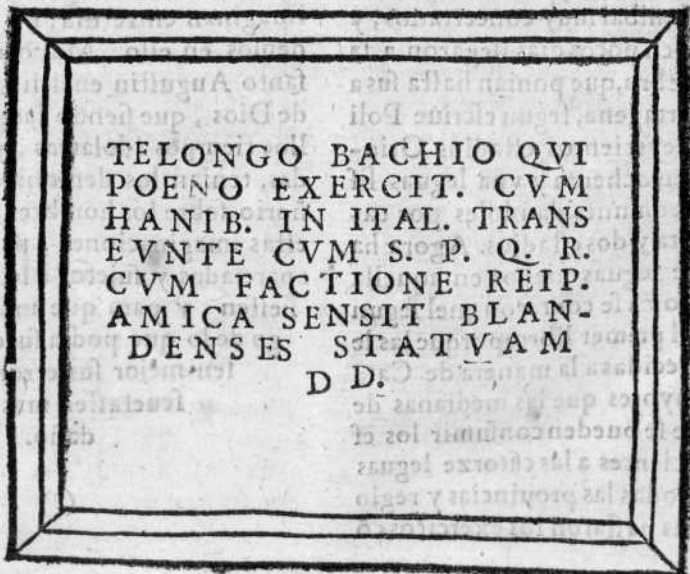 TELONGO BACHIO QVI
POENO EXERCIT. CVM
HANIB. IN ITAL. TRANS
EVNTE CVM S. P. Q. R.
CVM FACTIONE REIP.
AMICA SENSIT BLAN-
DENSES STATVAM
D D.